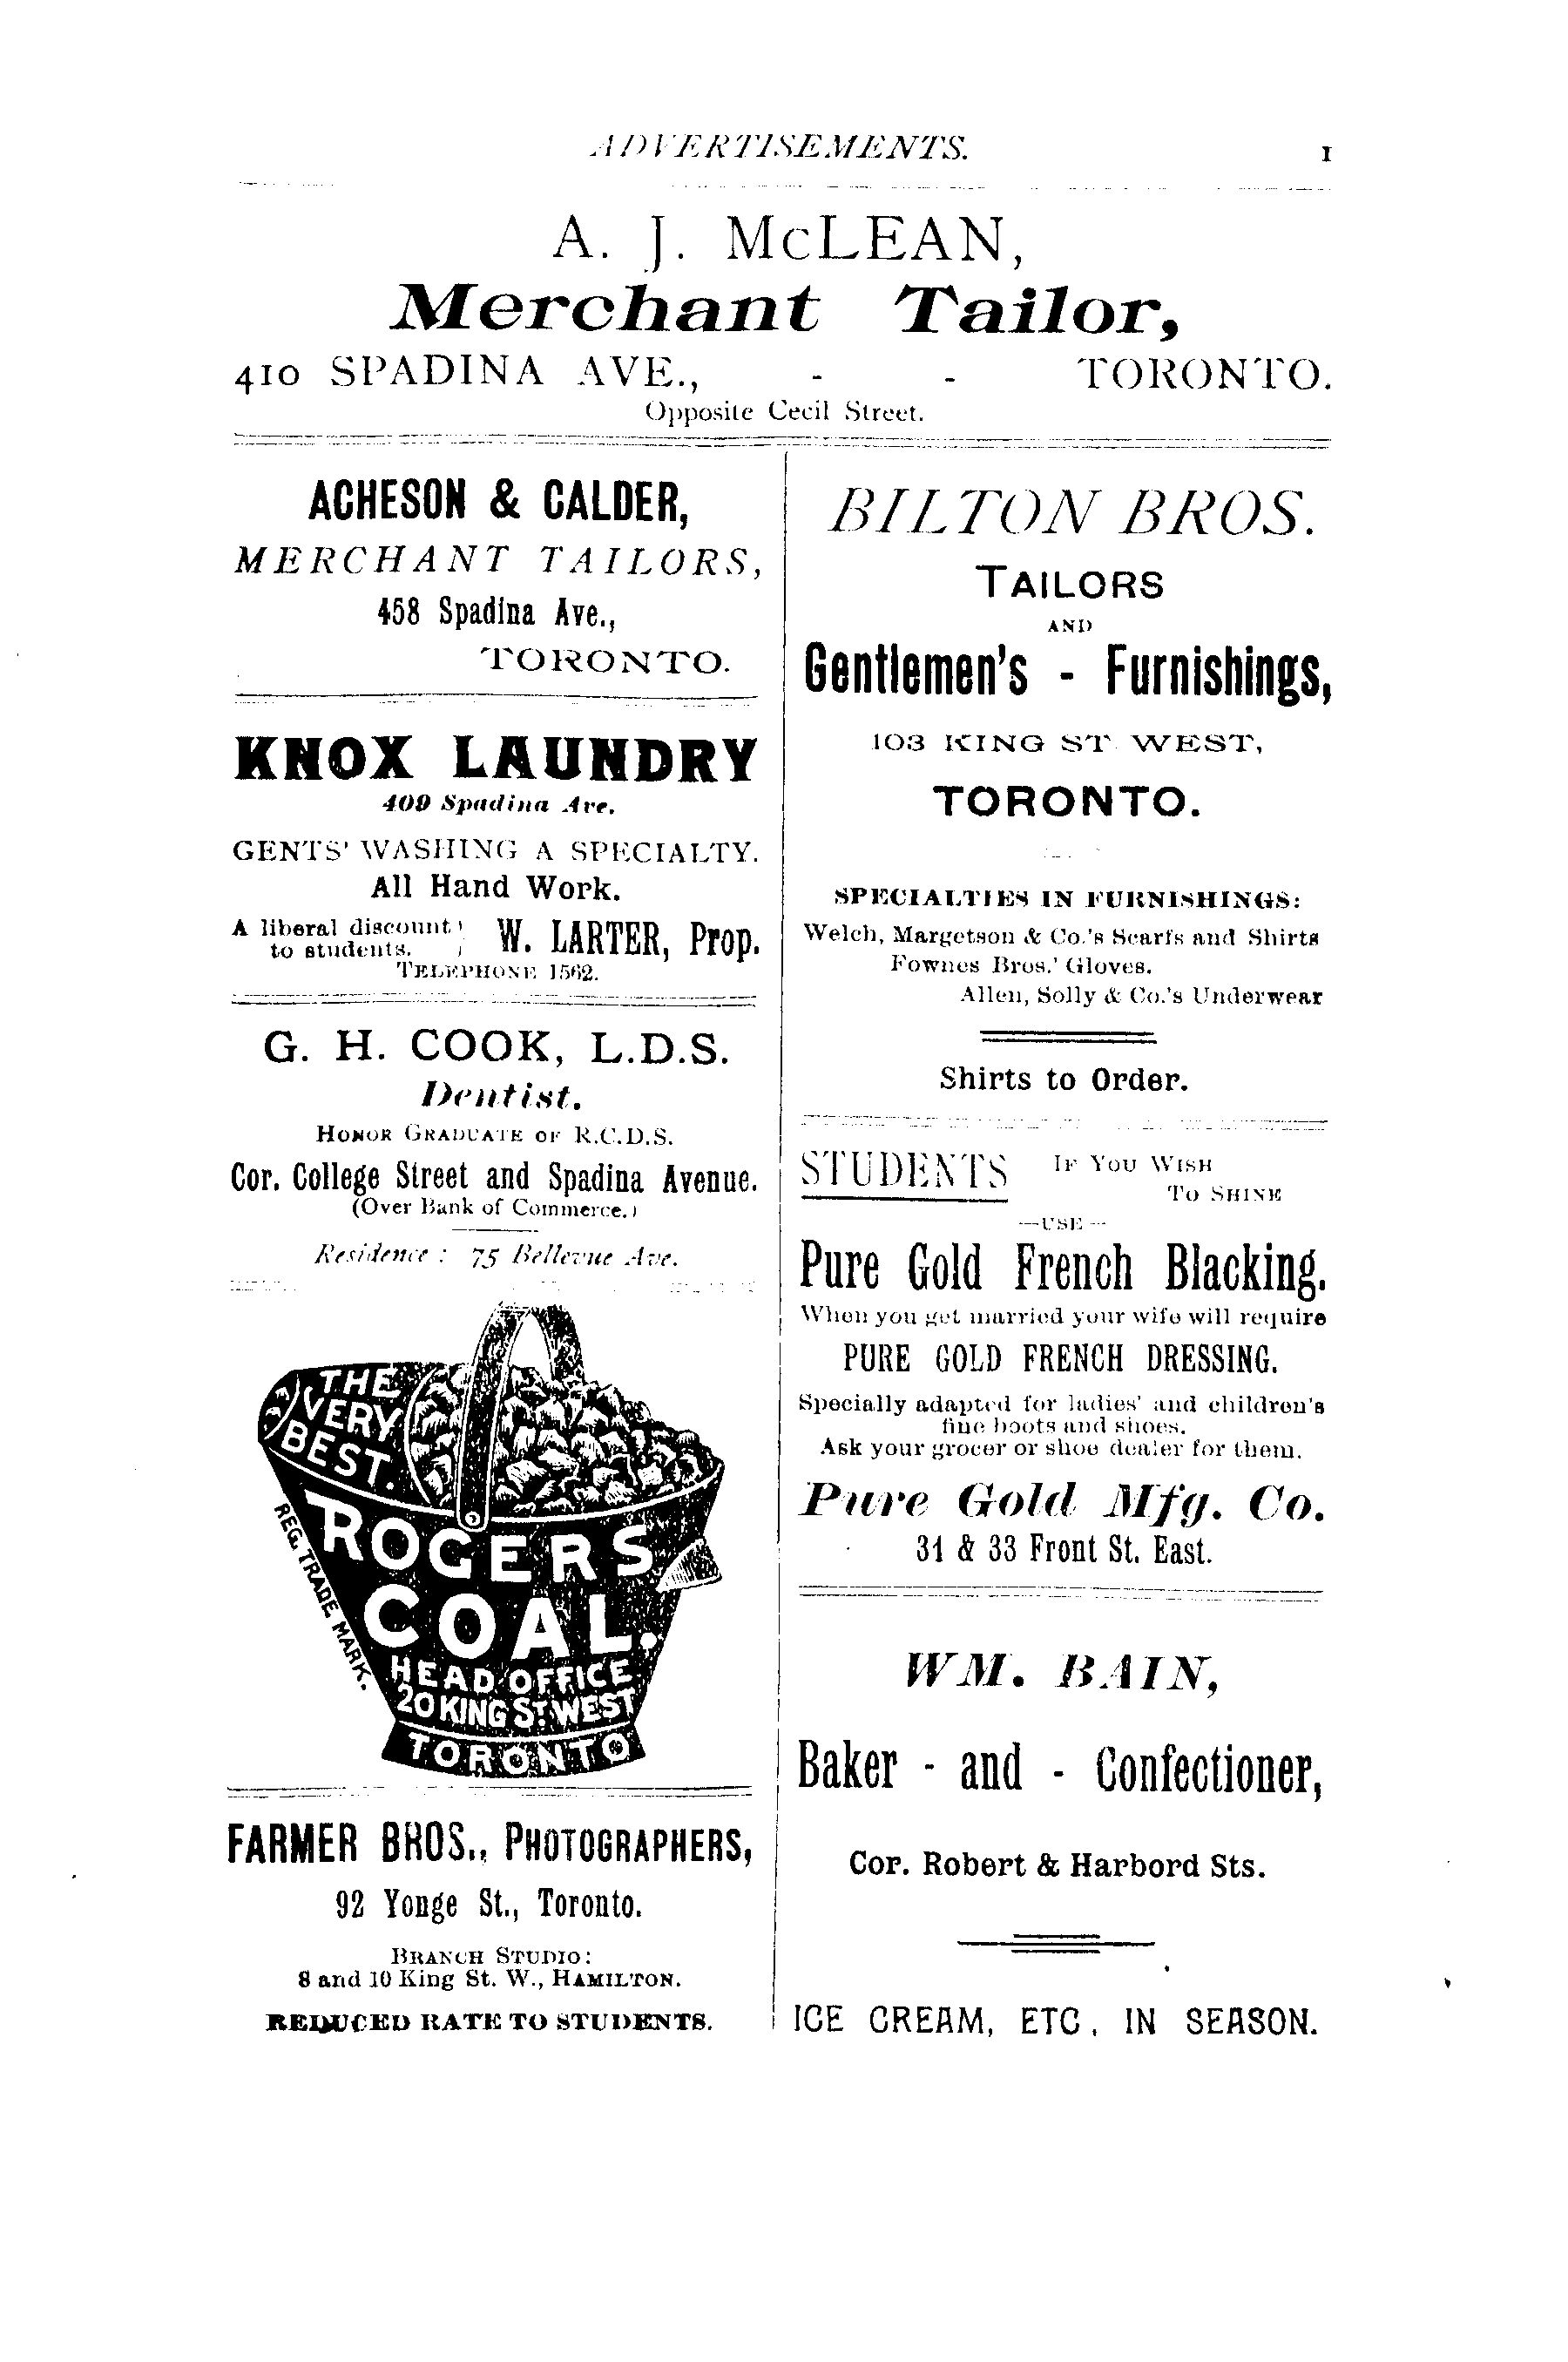 ADVERTISEMENTS. 1
A. J. McLEAN,
Merchant Tailor,
410 SPADINA AVE., - - TORONTO.
Opposite Cecil Street.
ACHESON & CALDER,
MERCHANT TAILORS,
458 Spadina Ave.,
TORONTO.
KNOX LAUNDRY
409 Spadina Ave.
GENTS' WASHING A SPECIALTY.
All Hand Work.
A liberal discount
to students.
W. LARTER, Prop.
TELEPHONE 1562.
G. H. COOK, L.D.S.
Dentist.
HONOR GRADUATE OF R.C.D.S.
Cor. College Street and Spadina Avenue.
(Over Bank of Commerce.)
Residence : 75 Bellevue Ave.
THE
VERY
BEST.
ROGERS
COAL.
HEAD OFFICE
20 KING ST. WEST
TORONTO
REG. TRADE MARK.
FARMER BROS., PHOTOGRAPHERS,
92 Yonge St., Toronto.
BRANCH STUDIO:
8 and 10 King St. W., HAMILTON.
REDUCED RATE TO STUDENTS.
BILTON BROS.
TAILORS
AND
Gentlemen's - Furnishings,
103 KING ST WEST,
TORONTO.
SPECIALTIES IN FURNISHINGS:
Welch, Margetson & Co.'s Scarfs and Shirts
Fownes Bros.' Gloves.
Allen, Solly & Co.'s Underwear
Shirts to Order.
STUDENTS IF YOU WISH
TO SHINE
—USE—
Pure Gold French Blacking.
When you get married your wife will require
PURE GOLD FRENCH DRESSING.
Specially adapted for ladies' and children's
fine boots and shoes.
Ask your grocer or shoe dealer for them.
Pure Gold Mfg. Co.
31 & 33 Front St. East.
WM. BAIN,
Baker - and - Confectioner,
Cor. Robert & Harbord Sts.
ICE CREAM, ETC, IN SEASON.